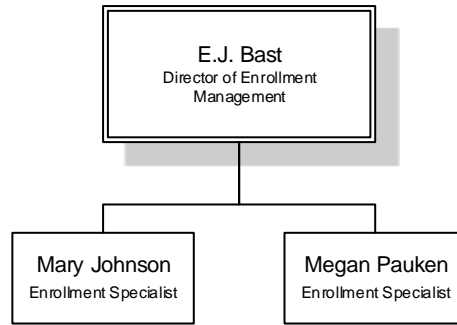 E.J. Bast
Director of Enrollment
Management
Mary Johnson
Enrollment Specialist
Megan Pauken
Enrollment Specialist